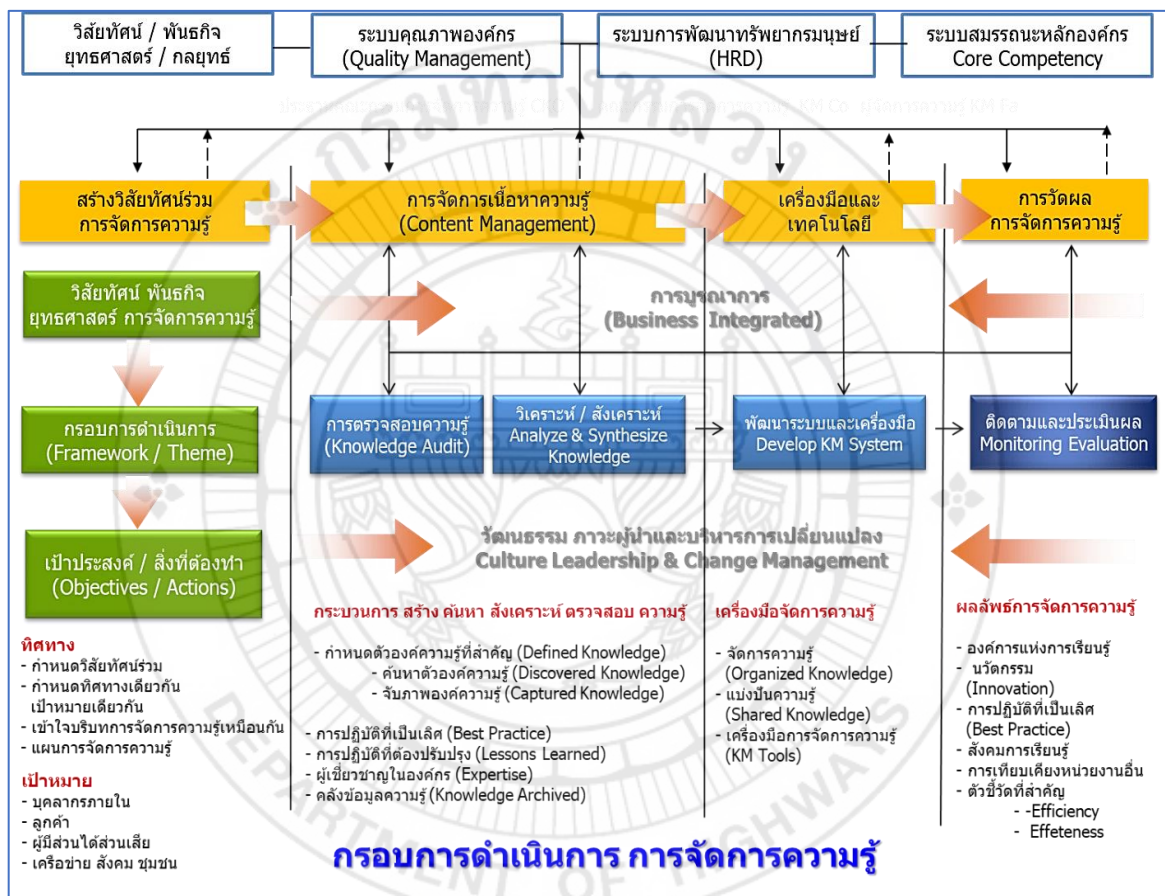 วิสัยทัศน์ / พันธกิจ
ยุทธศาสตร์ / กลยุทธ์
ระบบคุณภาพองค์กร
(Quality Management)
ระบบการพัฒนาทรัพยากรมนุษย์
(HRD)
ระบบสมรรถนะหลักองค์กร
Core Competency
กรมทางหลวง
สร้างวิสัยทัศน์ร่วม
การจัดการความรู้
การจัดการเนื้อหาความรู้
(Content Management)
เครื่องมือและ
เทคโนโลยี
การวัดผล
การจัดการความรู้
วิสัยทัศน์ พันธกิจ
ยุทธศาสตร์ การจัดการความรู้
การบูรณาการ
(Business Integrated)
กรอบการดำเนินการ
(Framework / Theme)
การตรวจสอบความรู้
(Knowledge Audit)
วิเคราะห์ / สังเคราะห์
Analyze & Synthesize
Knowledge
พัฒนาระบบและเครื่องมือ
Develop KM System
ติดตามและประเมินผล
Monitoring Evaluation
เป้าประสงค์ / สิ่งที่ต้องทำ
(Objectives / Actions)
วัฒนธรรม ภาวะผู้นำและบริหารการเปลี่ยนแปลง
Culture Leadership & Change Management
ทิศทาง
- กำหนดวิสัยทัศน์ร่วม
- กำหนดทิศทางเดียวกัน
เป้าหมายเดียวกัน
- เข้าใจบริบทการจัดการความรู้เหมือนกัน
- แผนการจัดการความรู้
เป้าหมาย
- บุคลากรภายใน
- ลูกค้า
- ผู้มีส่วนได้ส่วนเสีย
- เครือข่าย สังคม ชุมชน
กระบวนการ สร้าง ค้นหา สังเคราะห์ ตรวจสอบ ความรู้
- กำหนดตัวองค์ความรู้ที่สำคัญ (Defined Knowledge)
- ค้นหาตัวองค์ความรู้ (Discovered Knowledge)
- จับภาพองค์ความรู้ (Captured Knowledge)
- การปฏิบัติที่เป็นเลิศ (Best Practice)
- การปฏิบัติที่ต้องปรับปรุง (Lessons Learned)
- ผู้เชี่ยวชาญในองค์กร (Expertise)
- คลังข้อมูลความรู้ (Knowledge Archived)
เครื่องมือจัดการความรู้
- จัดการความรู้
(Organized Knowledge)
- แบ่งปันความรู้
(Shared Knowledge)
- เครื่องมือการจัดการความรู้
(KM Tools)
ผลลัพธ์การจัดการความรู้
- องค์การแห่งการเรียนรู้
- นวัตกรรม
(Innovation)
- การปฏิบัติที่เป็นเลิศ
(Best Practice)
- สังคมการเรียนรู้
- การเทียบเคียงหน่วยงานอื่น
- ตัวชี้วัดที่สำคัญ
- -Efficiency
- Effeteness
DEPARTMENT OF HIGHWAYS
กรอบการดำเนินการ การจัดการความรู้